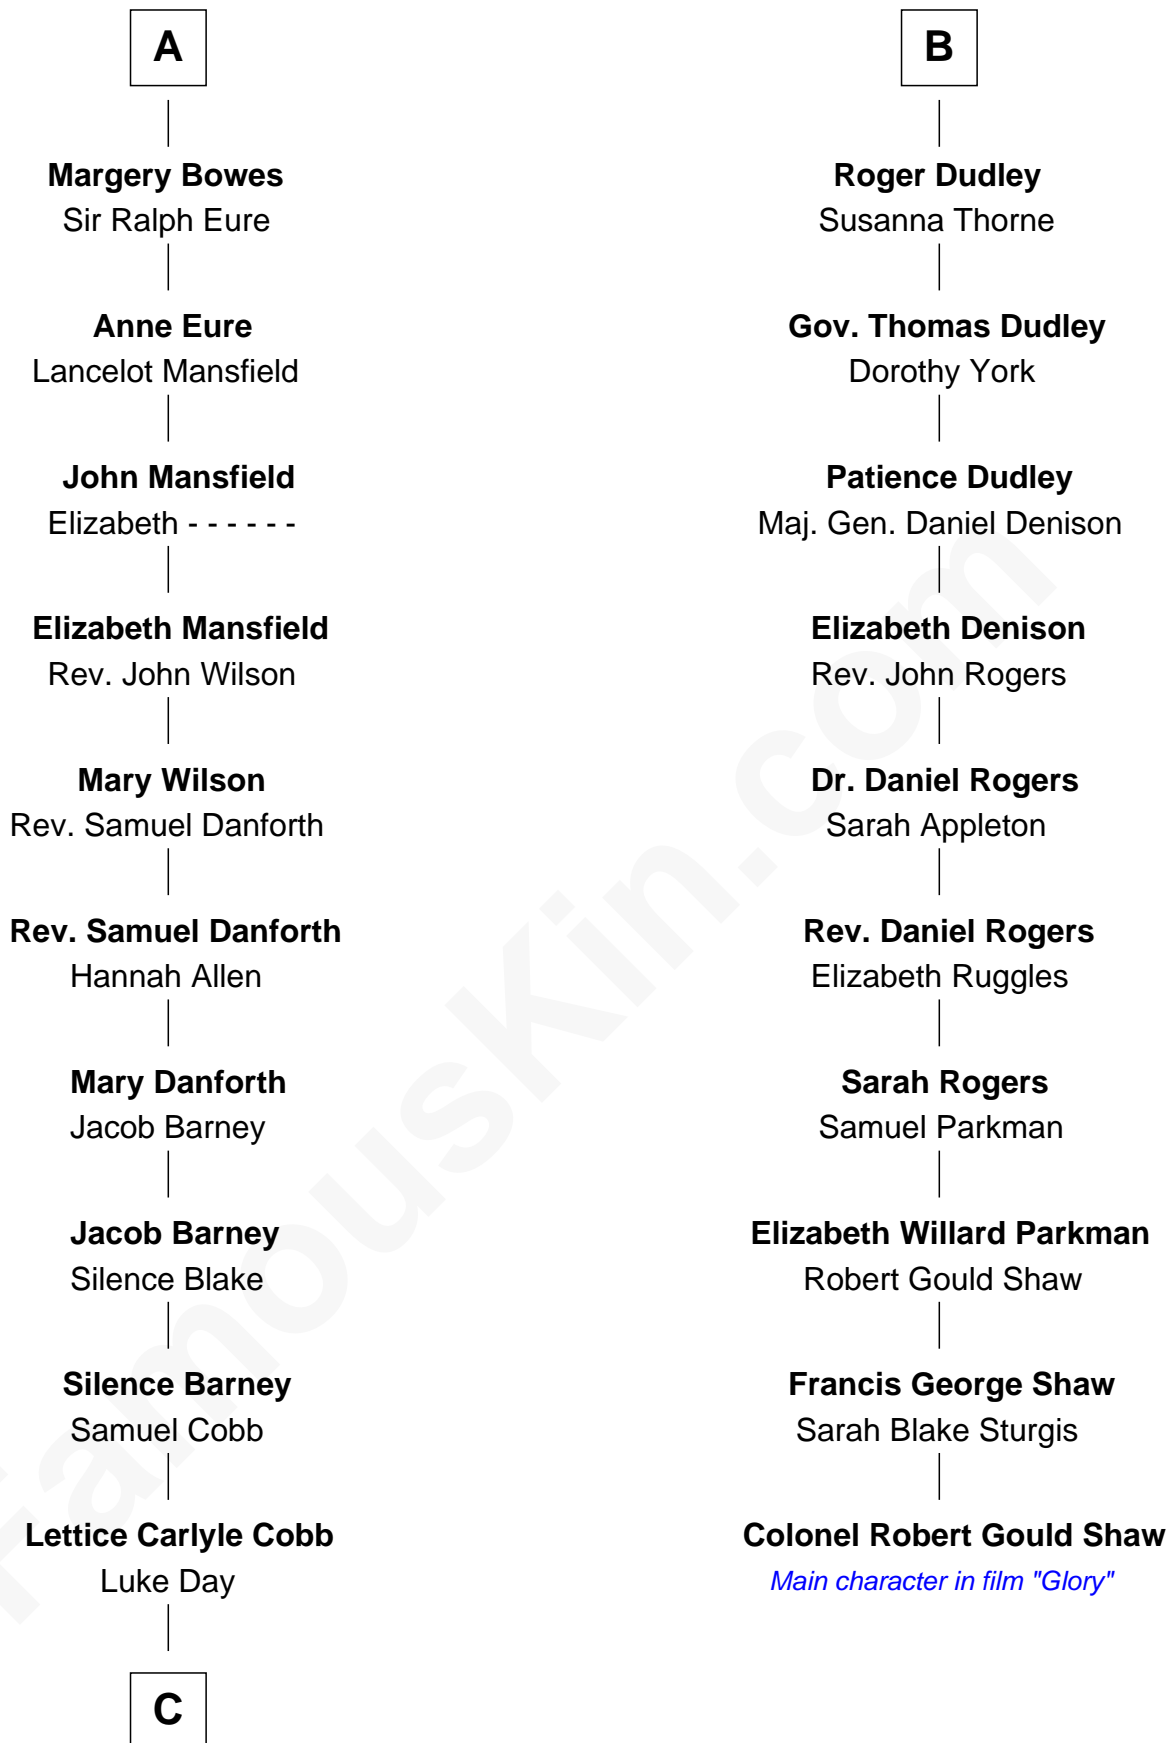 A
Margery Bowes
Sir Ralph Eure
Anne Eure
Lancelot Mansfield
John Mansfield
Elizabeth - - - - - -
Elizabeth Mansfield
Rev. John Wilson
Mary Wilson
Rev. Samuel Danforth
Rev. Samuel Danforth
Hannah Allen
Mary Danforth
Jacob Barney
Jacob Barney
Silence Blake
Silence Barney
Samuel Cobb
Lettice Carlyle Cobb
Luke Day
C
B
Roger Dudley
Susanna Thorne
Gov. Thomas Dudley
Dorothy York
Patience Dudley
Maj. Gen. Daniel Denison
Elizabeth Denison
Rev. John Rogers
Dr. Daniel Rogers
Sarah Appleton
Rev. Daniel Rogers
Elizabeth Ruggles
Sarah Rogers
Samuel Parkman
Elizabeth Willard Parkman
Robert Gould Shaw
Francis George Shaw
Sarah Blake Sturgis
Colonel Robert Gould Shaw
Main character in film "Glory"
FamousKin.com